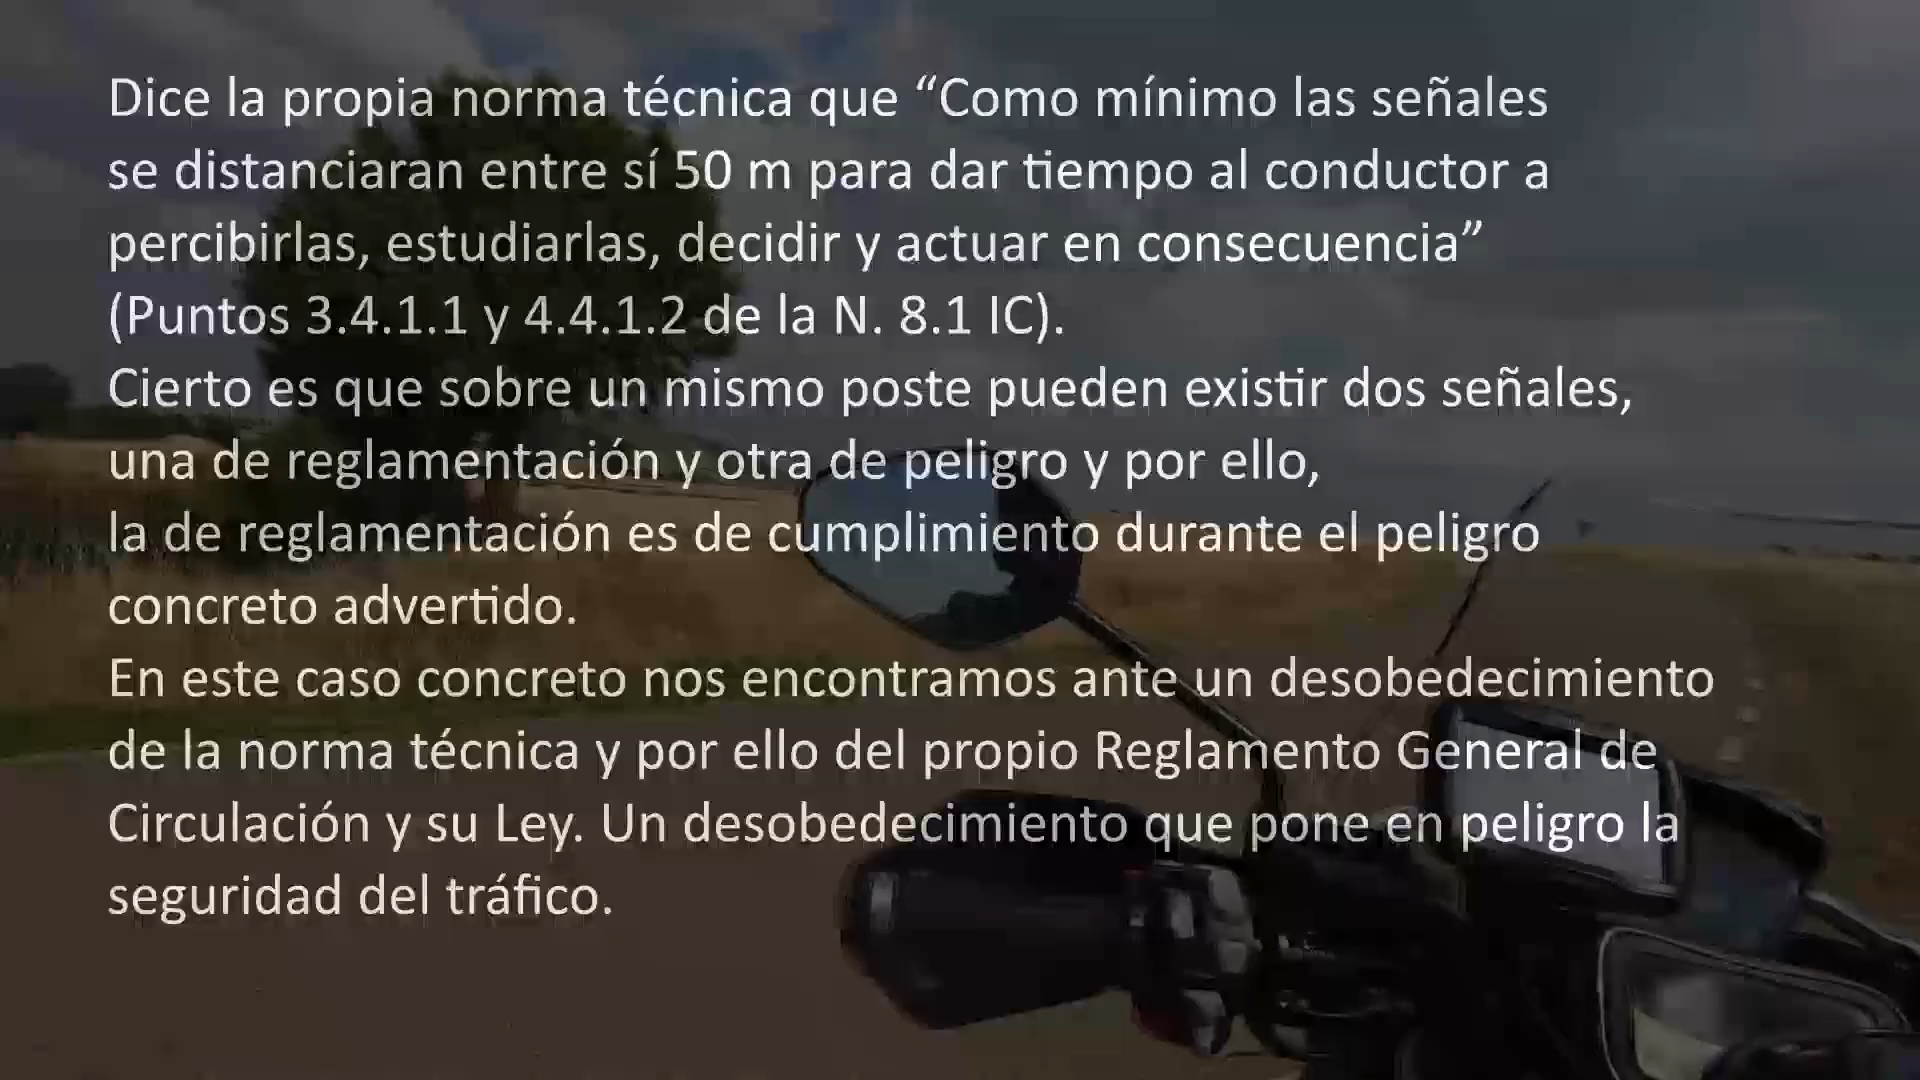 Dice la propia norma técnica que “Como mínimo las señales
se distanciaran entre sí 50 m para dar tiempo al conductor a
percibirlas, estudiarlas, decidir y actuar en consecuencia”
(Puntos 3.4.1.1 y 4.4.1.2 de la N. 8.1 IC).
Cierto es que sobre un mismo poste pueden existir dos señales,
una de reglamentación y otra de peligro y por ello,
la de reglamentación es de cumplimiento durante el peligro
concreto advertido.
En este caso concreto nos encontramos ante un desobedecimiento
de la norma técnica y por ello del propio Reglamento General de
Circulación y su Ley. Un desobedecimiento que pone en peligro la
seguridad del tráfico.